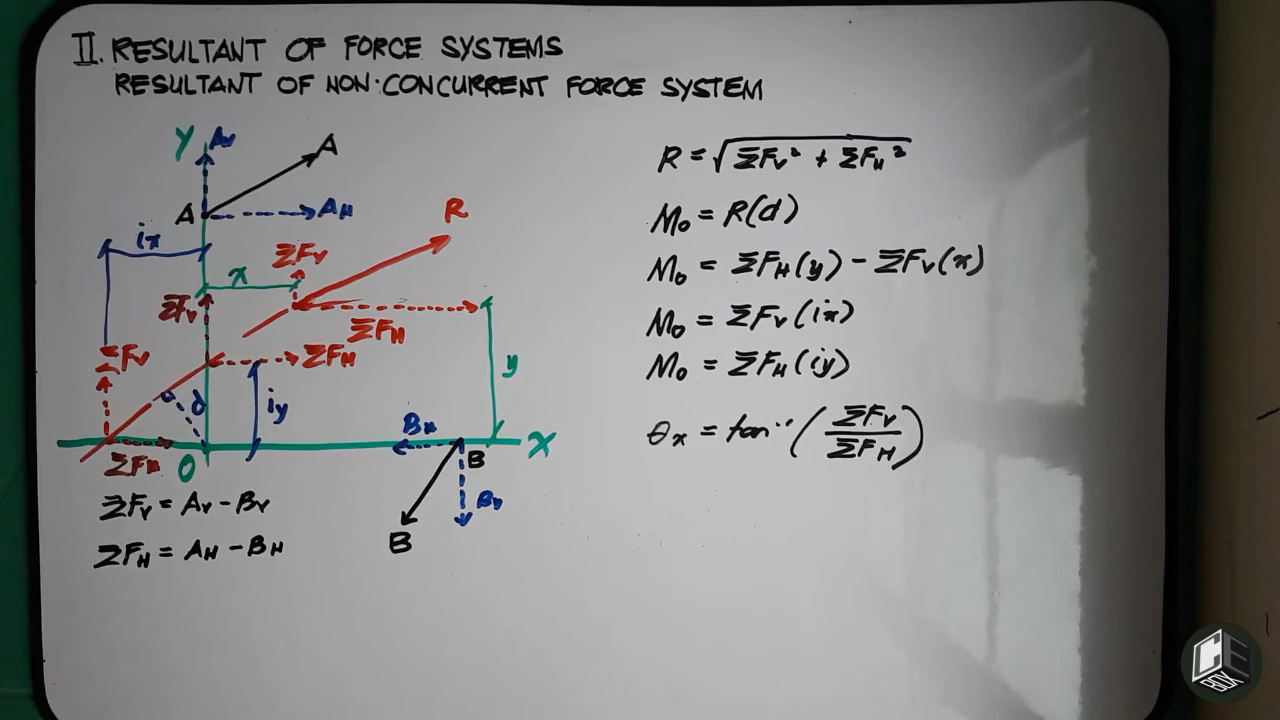 II. RESULTANT OF FORCE SYSTEMS
RESULTANT OF NON-CONCURRENT FORCE SYSTEM
Y
Av
A
A
AH
ix
R
ΣFv
x
ΣFv
ΣFH
ΣFv
ΣFH
y
d
iy
BH
X
B
ΣFH
O
Bv
B
ΣFv = Av - Bv
ΣFH = AH - BH
R = √ΣFv² + ΣFH²
Mo = R(d)
Mo = ΣFH(y) - ΣFv(x)
Mo = ΣFv(ix)
Mo = ΣFH(iy)
θx = tan⁻¹(ΣFv/ΣFH)
CE
BOX